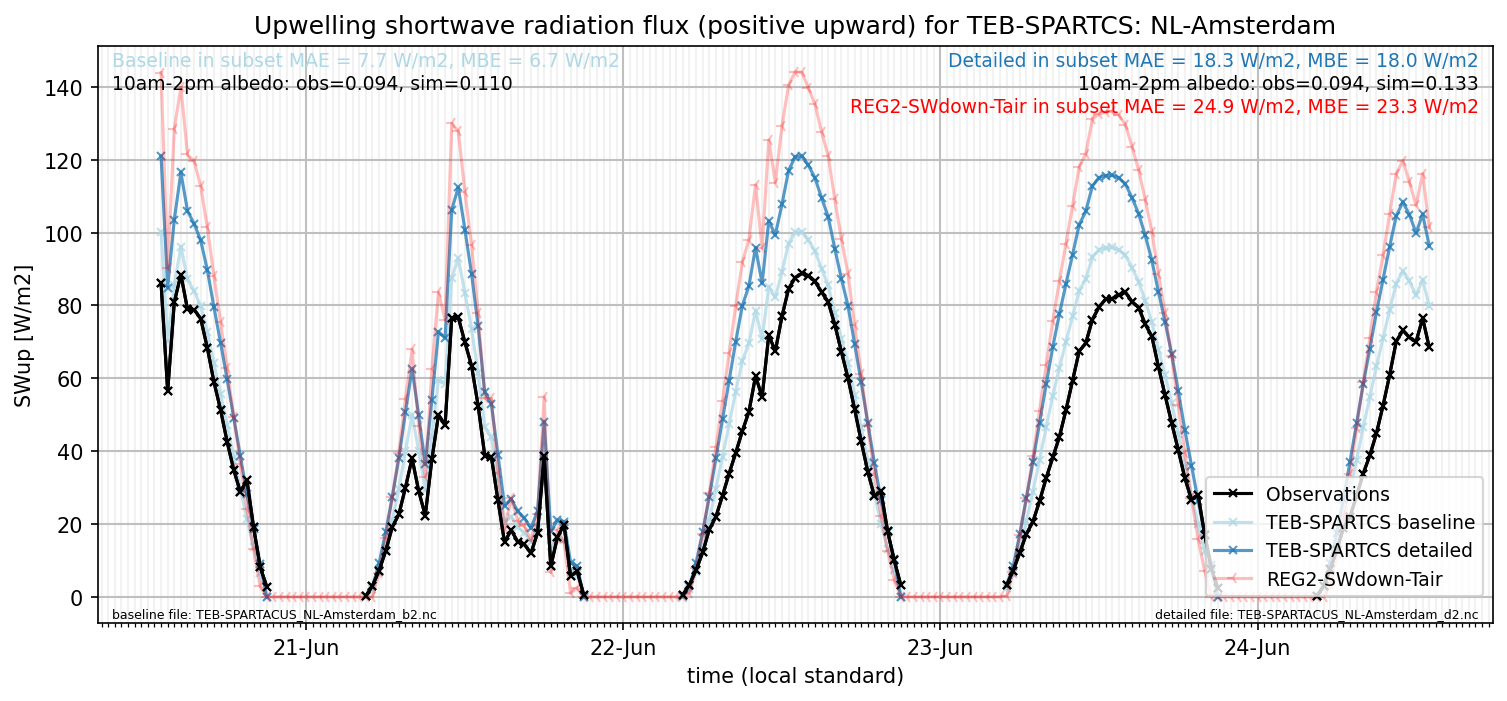 Upwelling shortwave radiation flux (positive upward) for TEB-SPARTCS: NL-Amsterdam
Baseline in subset MAE = 7.7 W/m2, MBE = 6.7 W/m2
10am-2pm albedo: obs=0.094, sim=0.110
Detailed in subset MAE = 18.3 W/m2, MBE = 18.0 W/m2
10am-2pm albedo: obs=0.094, sim=0.133
REG2-SWdown-Tair in subset MAE = 24.9 W/m2, MBE = 23.3 W/m2
SWup [W/m2]
140
120
100
80
60
40
20
0
Observations
TEB-SPARTCS baseline
TEB-SPARTCS detailed
REG2-SWdown-Tair
baseline file: TEB-SPARTACUS_NL-Amsterdam_b2.nc
detailed file: TEB-SPARTACUS_NL-Amsterdam_d2.nc
21-Jun
22-Jun
23-Jun
24-Jun
time (local standard)